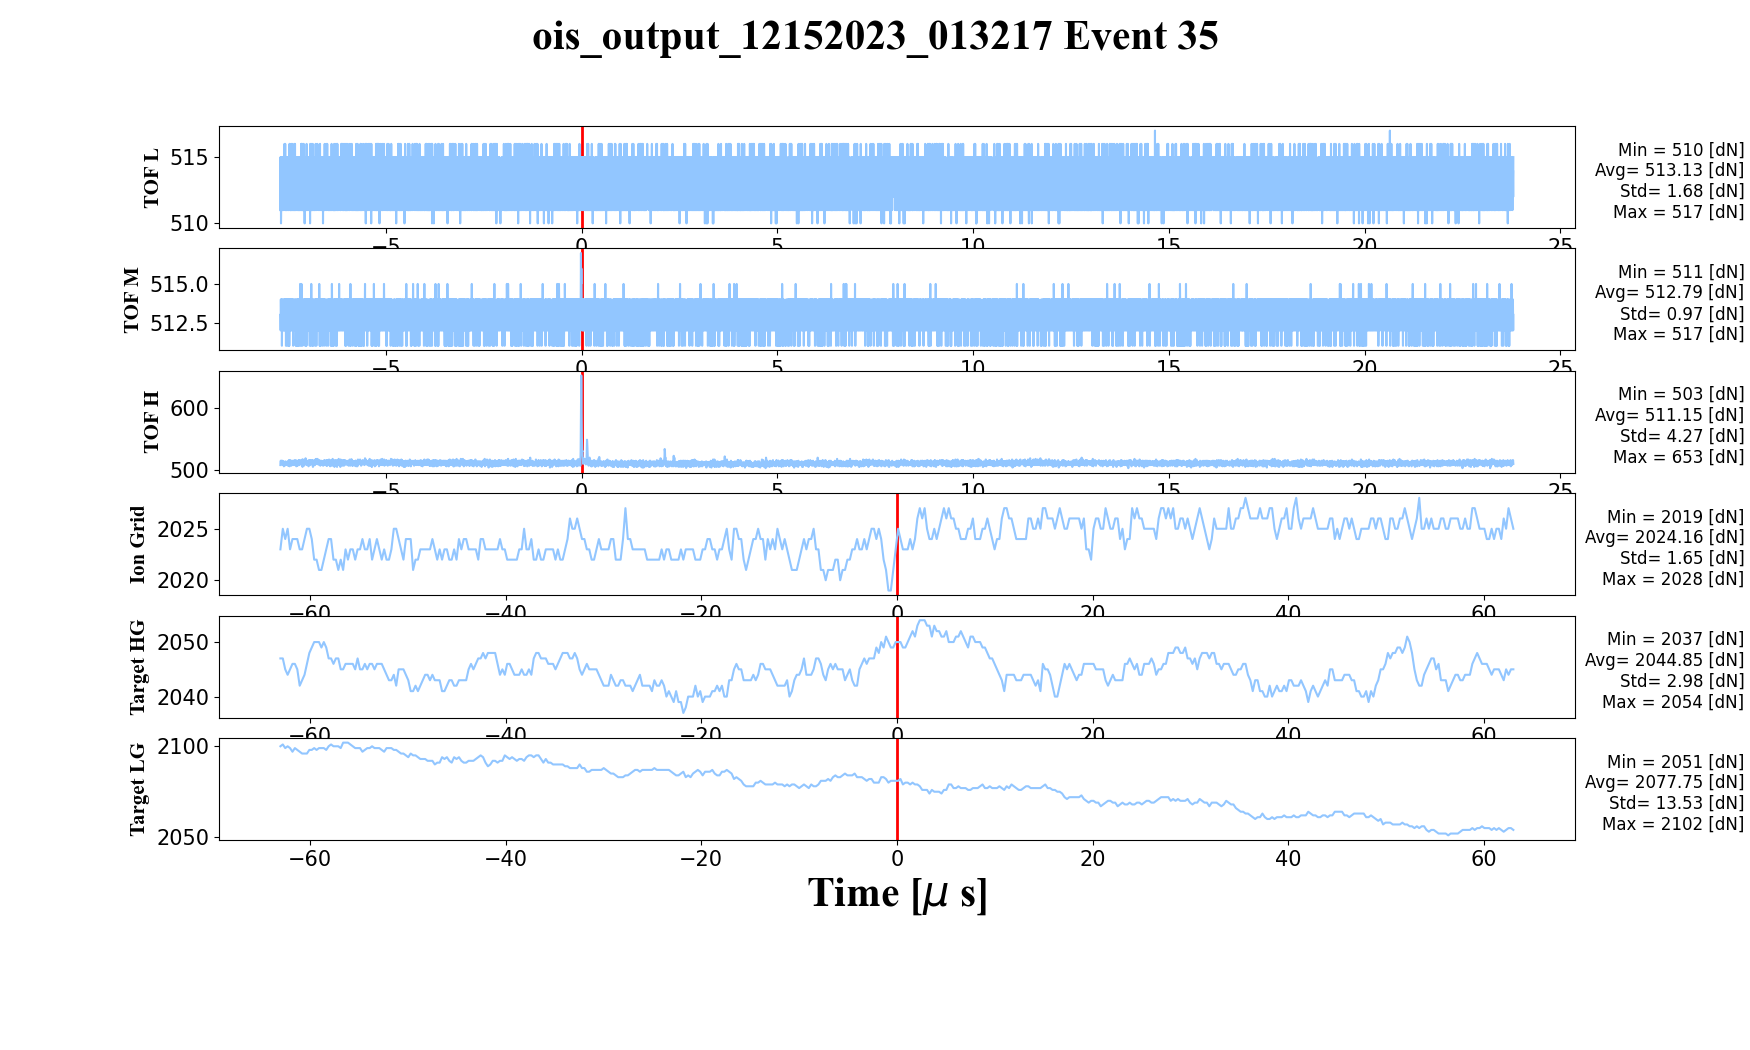 ois_output_12152023_013217 Event 35
TOF L
515
510
Min = 510 [dN]
Avg= 513.13 [dN]
Std= 1.68 [dN]
Max = 517 [dN]
−5 0 5 10 15 20 25
TOF M
515.0
512.5
Min = 511 [dN]
Avg= 512.79 [dN]
Std= 0.97 [dN]
Max = 517 [dN]
−5 0 5 10 15 20 25
TOF H
600
500
Min = 503 [dN]
Avg= 511.15 [dN]
Std= 4.27 [dN]
Max = 653 [dN]
−5 0 5 10 15 20 25
Ion Grid
2025
2020
Min = 2019 [dN]
Avg= 2024.16 [dN]
Std= 1.65 [dN]
Max = 2028 [dN]
−60 −40 −20 0 20 40 60
Target HG
2050
2040
Min = 2037 [dN]
Avg= 2044.85 [dN]
Std= 2.98 [dN]
Max = 2054 [dN]
−60 −40 −20 0 20 40 60
Target LG
2100
2050
Min = 2051 [dN]
Avg= 2077.75 [dN]
Std= 13.53 [dN]
Max = 2102 [dN]
−60 −40 −20 0 20 40 60
Time [μ s]